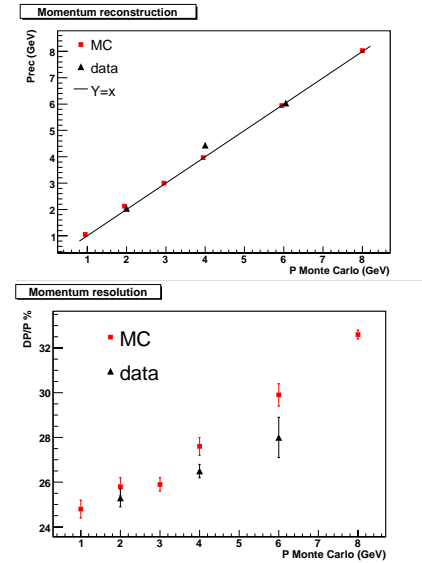 Momentum reconstruction
Prec (GeV)
8
7
6
5
4
3
2
1
MC
data
Y=x
1 2 3 4 5 6 7 8
P Monte Carlo (GeV)
Momentum resolution
DP/P %
32
30
28
26
24
MC
data
1 2 3 4 5 6 7 8
P Monte Carlo (GeV)